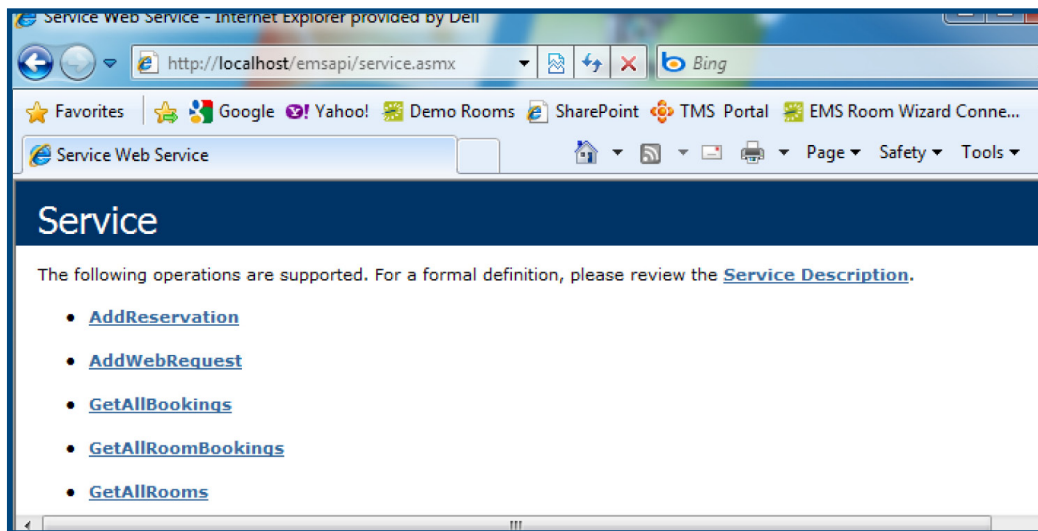 Service Web Service - Internet Explorer provided by Dell
http://localhost/emsapi/service.asmx
Bing
Favorites Google Yahoo! Demo Rooms SharePoint TMS Portal EMS Room Wizard Conne...
Service Web Service Page Safety Tools
Service
The following operations are supported. For a formal definition, please review the Service Description.
• AddReservation
• AddWebRequest
• GetAllBookings
• GetAllRoomBookings
• GetAllRooms